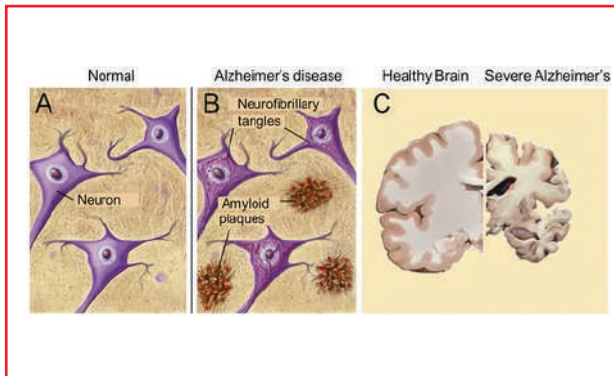 Normal
Alzheimer's disease
Healthy Brain
Severe Alzheimer's
A
B
C
Neurofibrillary
tangles
Neuron
Amyloid
plaques